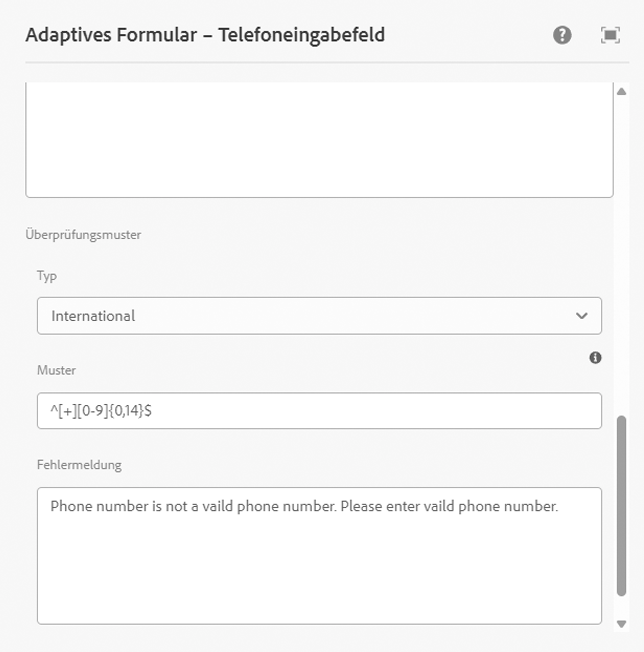 Adaptives Formular – Telefoneingabefeld
Überprüfungsmuster
Typ
International
Muster
^[+][0-9]{0,14}$
Fehlermeldung
Phone number is not a vaild phone number. Please enter vaild phone number.